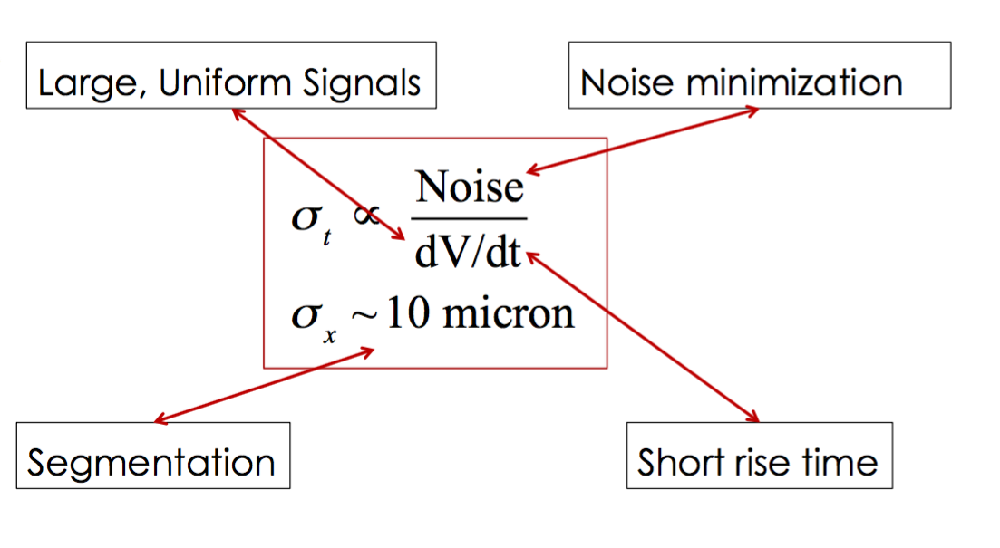 Large, Uniform Signals
Noise minimization
σt ∝ Noise
dV/dt
σx ~ 10 micron
Segmentation
Short rise time